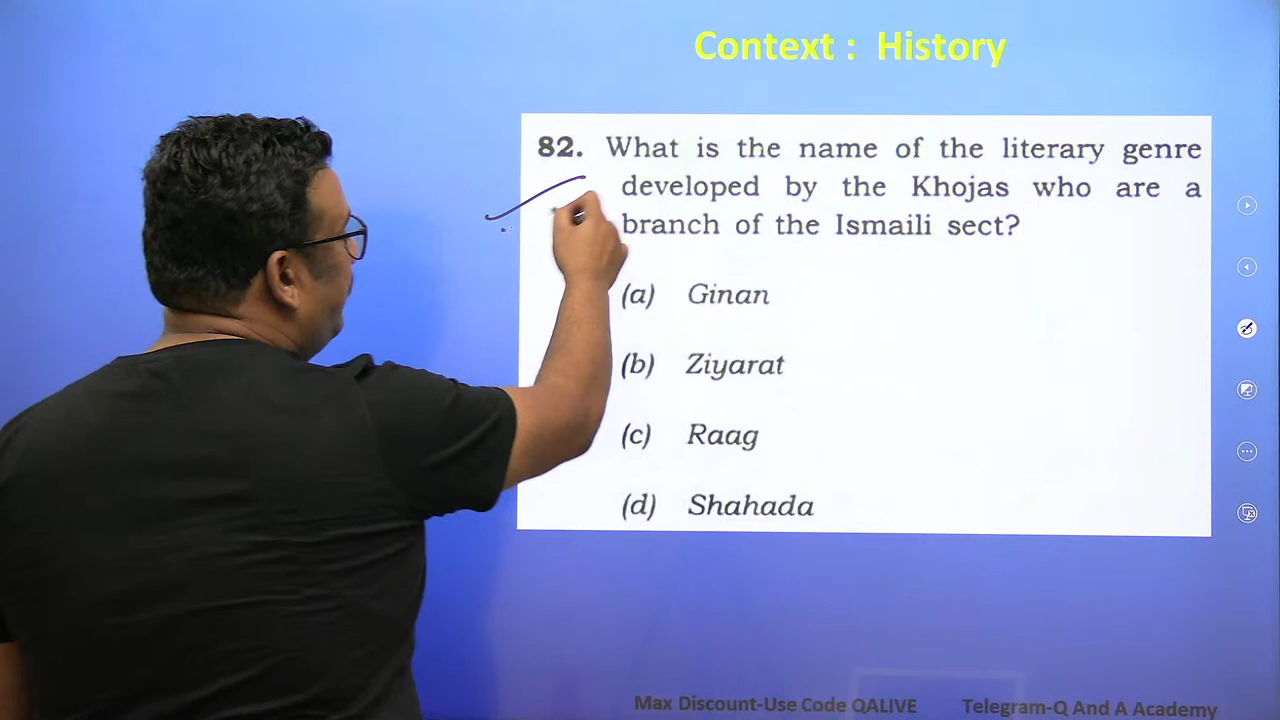 Context : History
82. What is the name of the literary genre
developed by the Khojas who are a
branch of the Ismaili sect?
(a) Ginan
(b) Ziyarat
(c) Raag
(d) Shahada
Max Discount-Use Code QALIVE Telegram-Q And A Academy